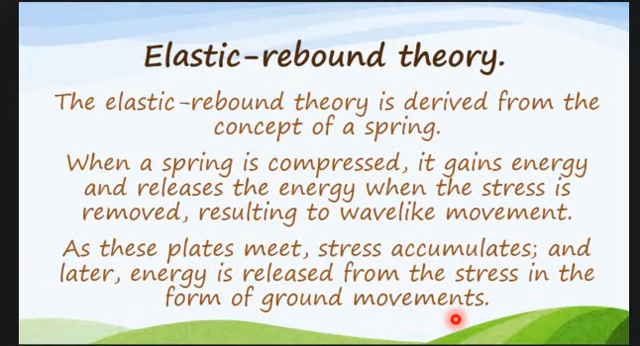 Elastic-rebound theory.
The elastic-rebound theory is derived from the
concept of a spring.
When a spring is compressed, it gains energy
and releases the energy when the stress is
removed, resulting to wavelike movement.
As these plates meet, stress accumulates; and
later, energy is released from the stress in the
form of ground movements.